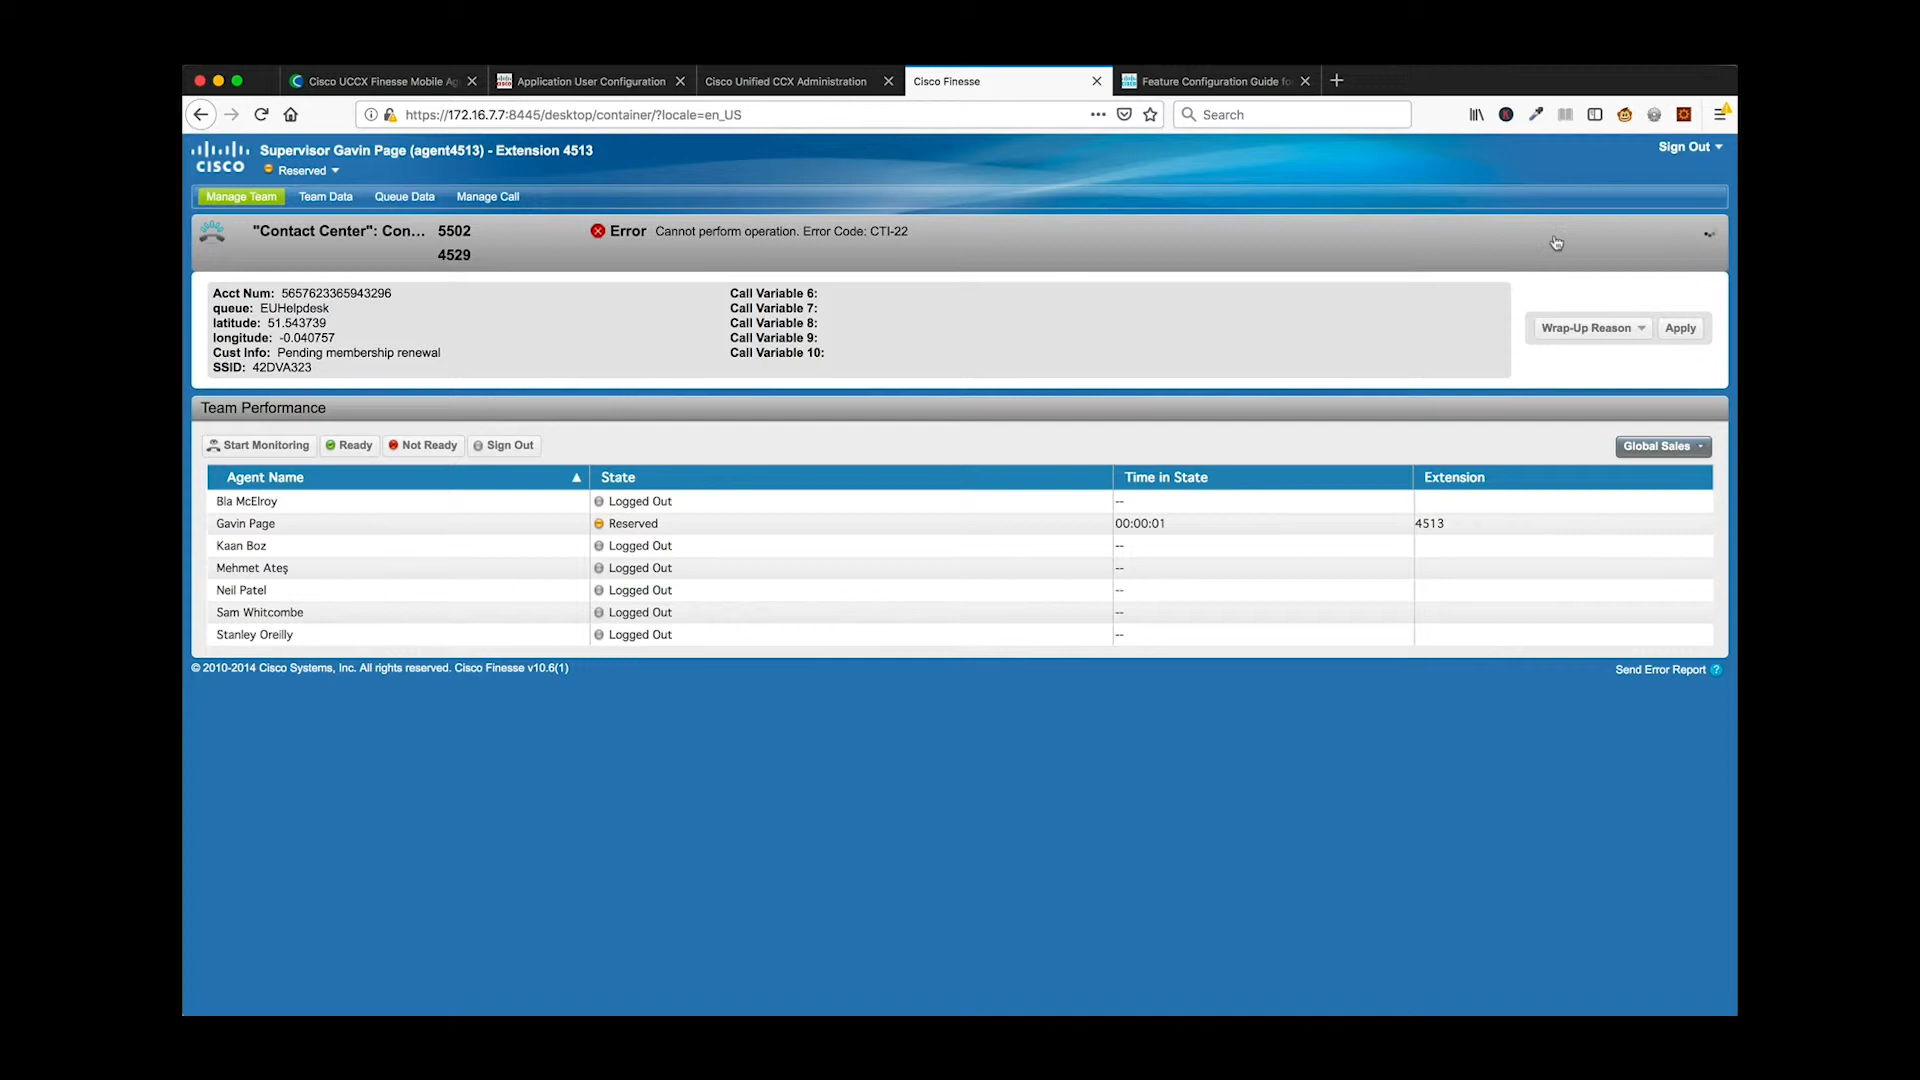 Cisco UCCX Finesse Mobile Ag
Application User Configuration
Cisco Unified CCX Administration
Cisco Finesse
Feature Configuration Guide fo
https://172.16.7.7:8445/desktop/container/?locale=en_US
Search
CISCO
Supervisor Gavin Page (agent4513) - Extension 4513
Reserved
Sign Out
Manage Team Team Data Queue Data Manage Call
"Contact Center": Con... 5502
4529
Error Cannot perform operation. Error Code: CTI-22
Acct Num: 5657623365943296
queue: EUHelpdesk
latitude: 51.543739
longitude: -0.040757
Cust Info: Pending membership renewal
SSID: 42DVA323
Call Variable 6:
Call Variable 7:
Call Variable 8:
Call Variable 9:
Call Variable 10:
Wrap-Up Reason Apply
Team Performance
Start Monitoring Ready Not Ready Sign Out Global Sales
Agent Name State Time in State Extension
Bla McElroy Logged Out --
Gavin Page Reserved 00:00:01 4513
Kaan Boz Logged Out --
Mehmet Ateş Logged Out --
Neil Patel Logged Out --
Sam Whitcombe Logged Out --
Stanley Oreilly Logged Out --
© 2010-2014 Cisco Systems, Inc. All rights reserved. Cisco Finesse v10.6(1)
Send Error Report ?